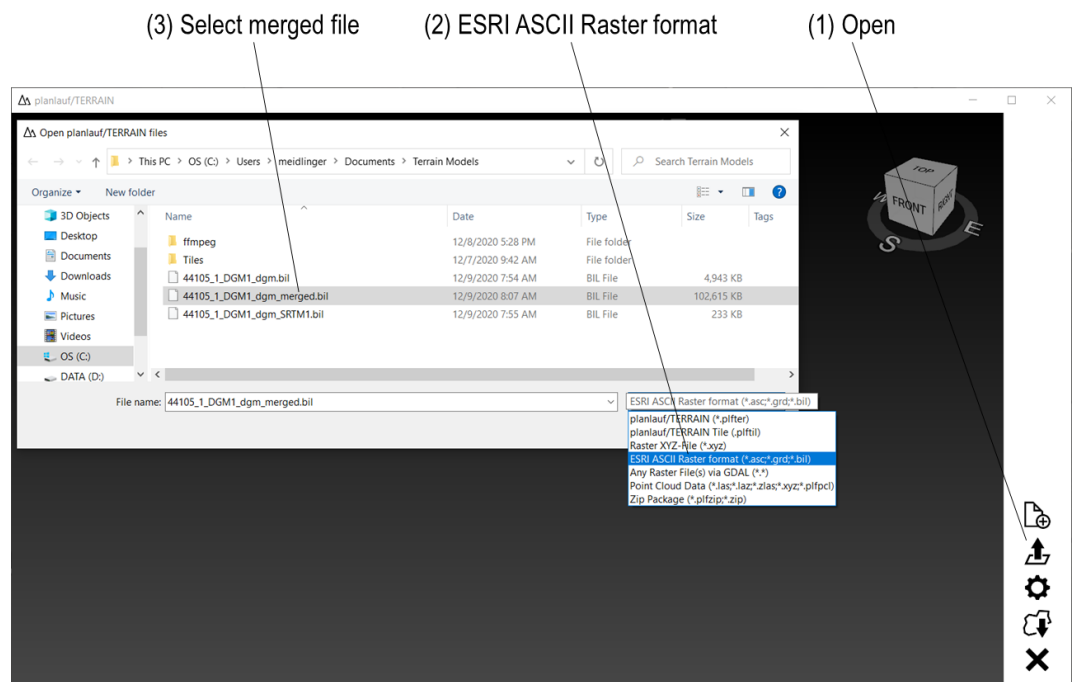 (3) Select merged file (2) ESRI ASCII Raster format (1) Open
planlauf/TERRAIN
Open planlauf/TERRAIN files
This PC > OS (C:) > Users > meidlinger > Documents > Terrain Models
Search Terrain Models
Organize New folder
3D Objects
Desktop
Documents
Downloads
Music
Pictures
Videos
OS (C:)
DATA (D:)
Name Date Type Size Tags
ffmpeg 12/8/2020 5:28 PM File folder
Tiles 12/7/2020 9:42 AM File folder
44105_1_DGM1_dgm.bil 12/9/2020 7:54 AM BIL File 4,943 KB
44105_1_DGM1_dgm_merged.bil 12/9/2020 8:07 AM BIL File 102,615 KB
44105_1_DGM1_dgm_SRTM1.bil 12/9/2020 7:55 AM BIL File 233 KB
File name: 44105_1_DGM1_dgm_merged.bil
ESRI ASCII Raster format (*.asc;*.grd;*.bil)
planlauf/TERRAIN (*.plfter)
planlauf/TERRAIN Tile (.plftil)
Raster XYZ-File (*.xyz)
ESRI ASCII Raster format (*.asc;*.grd;*.bil)
Any Raster File(s) via GDAL (*.*)
Point Cloud Data (*.las;*.laz;*.zlas;*.xyz;*.plfpcl)
Zip Package (*.plfzip;*.zip)
TOP
FRONT
RIGHT
W
S
E